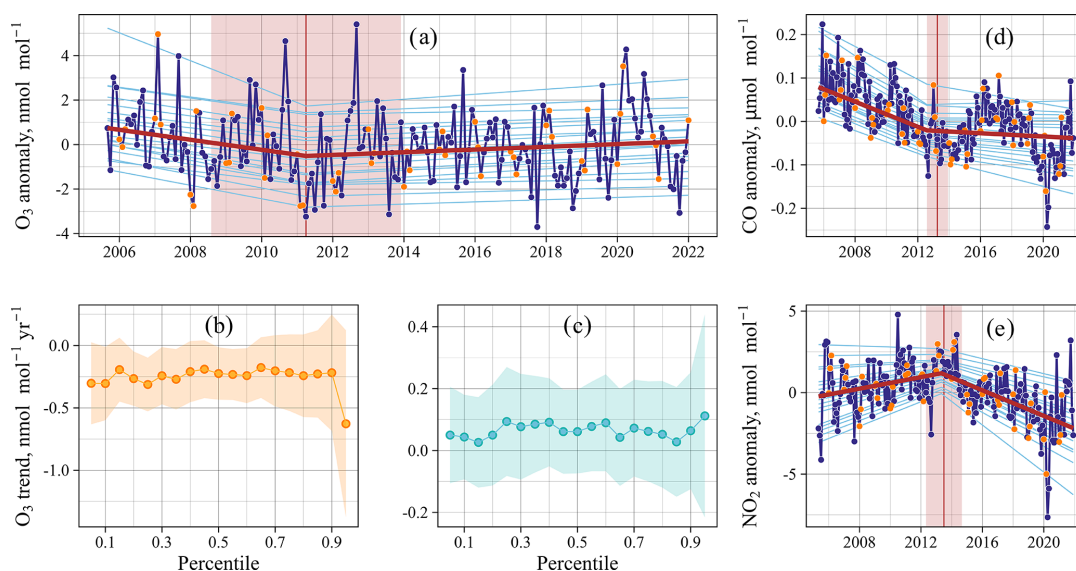 (a)
O₃ anomaly, nmol mol⁻¹
4
2
0
-2
-4
2006 2008 2010 2012 2014 2016 2018 2020 2022
(d)
CO anomaly, μmol mol⁻¹
0.2
0.1
0.0
-0.1
-0.2
2008 2012 2016 2020
(b)
O₃ trend, nmol mol⁻¹ yr⁻¹
0.0
-0.5
-1.0
0.1 0.3 0.5 0.7 0.9
Percentile
(c)
0.4
0.2
0.0
-0.2
0.1 0.3 0.5 0.7 0.9
Percentile
(e)
NO₂ anomaly, nmol mol⁻¹
5
0
-5
2008 2012 2016 2020